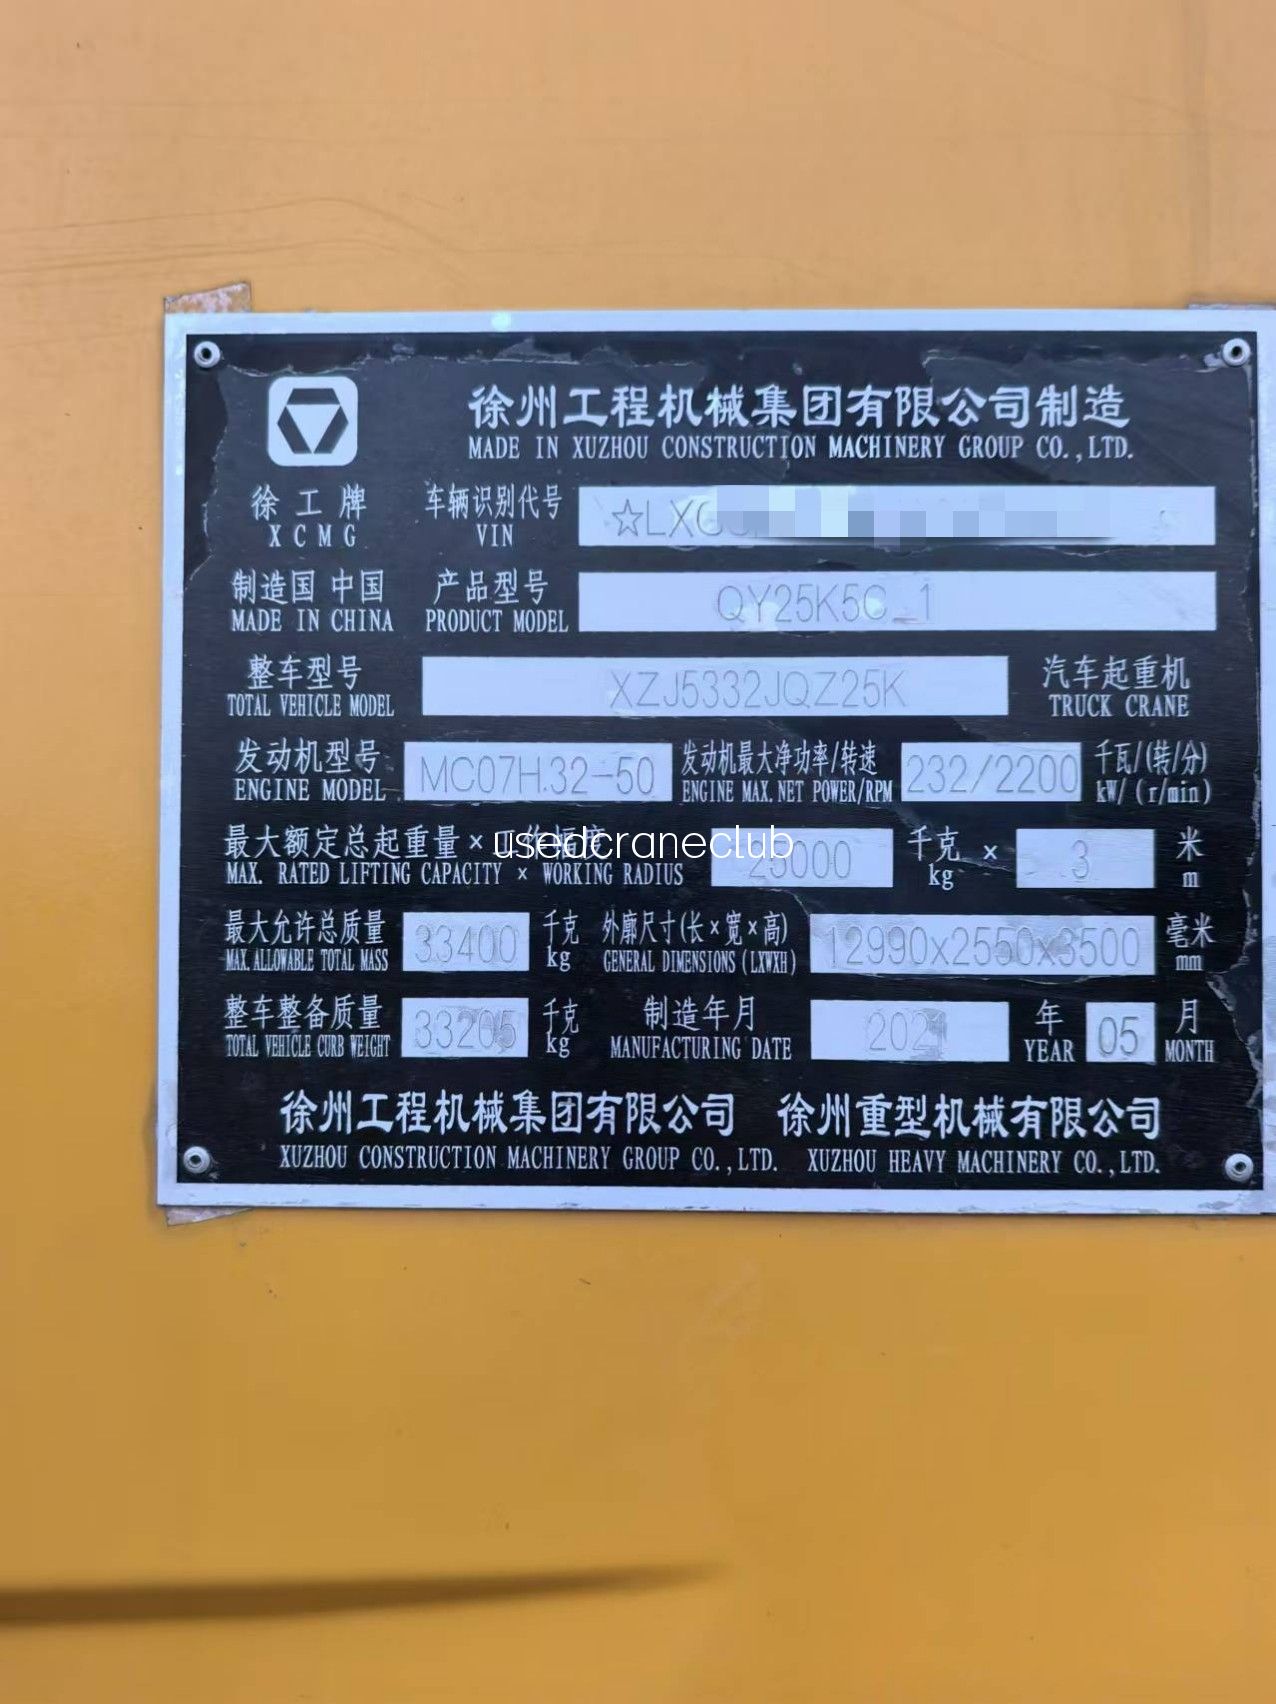 徐州工程机械集团有限公司制造
MADE IN XUZHOU CONSTRUCTION MACHINERY GROUP CO.,LTD.
徐工牌 车辆识别代号 ☆LXG
XCMG VIN
制造国 中国 产品型号 QY25K5C_1
MADE IN CHINA PRODUCT MODEL
整车型号 XZJ5332JQZ25K 汽车起重机
TOTAL VEHICLE MODEL TRUCK CRANE
发动机型号 MC07H.32-50 发动机最大净功率/转速 232/2200 千瓦/(转/分)
ENGINE MODEL ENGINE MAX.NET POWER/RPM kW/(r/min)
最大额定总起重量×工作幅度 25000 千克 × 3 米
usedcraneclub
MAX. RATED LIFTING CAPACITY × WORKING RADIUS kg m
最大允许总质量 33400 千克 外廓尺寸(长×宽×高) 12990x2550x3500 毫米
MAX.ALLOWABLE TOTAL MASS kg GENERAL DIMENSIONS(LXWXH) mm
整车整备质量 33205 千克 制造年月 2021 年 05 月
TOTAL VEHICLE CURB WEIGHT kg MANUFACTURING DATE YEAR MONTH
徐州工程机械集团有限公司 徐州重型机械有限公司
XUZHOU CONSTRUCTION MACHINERY GROUP CO.,LTD. XUZHOU HEAVY MACHINERY CO.,LTD.